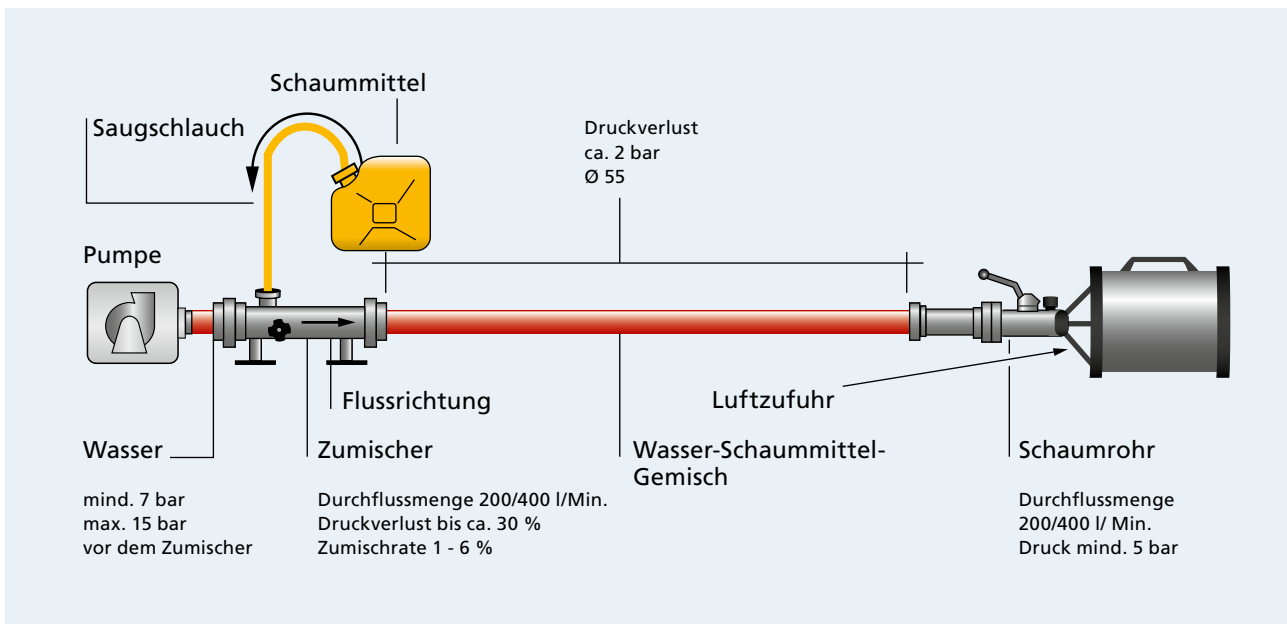 Schaummittel
Saugschlauch
Druckverlust
ca. 2 bar
Ø 55
Pumpe
Flussrichtung
Luftzufuhr
Wasser
mind. 7 bar
max. 15 bar
vor dem Zumischer
Zumischer
Durchflussmenge 200/400 l/Min.
Druckverlust bis ca. 30 %
Zumischrate 1 - 6 %
Wasser-Schaummittel-
Gemisch
Schaumrohr
Durchflussmenge
200/400 l/ Min.
Druck mind. 5 bar